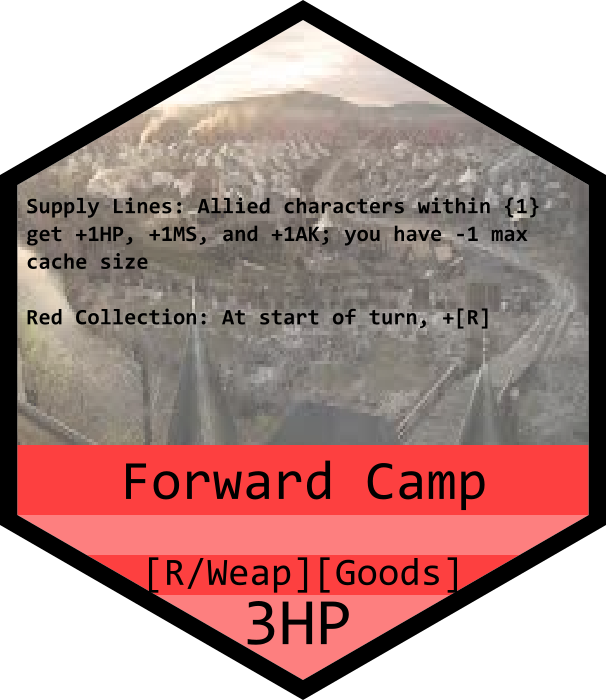 Supply Lines: Allied characters within {1}
get +1HP, +1MS, and +1AK; you have -1 max
cache size
Red Collection: At start of turn, +[R]
Forward Camp
[R/Weap][Goods]
3HP